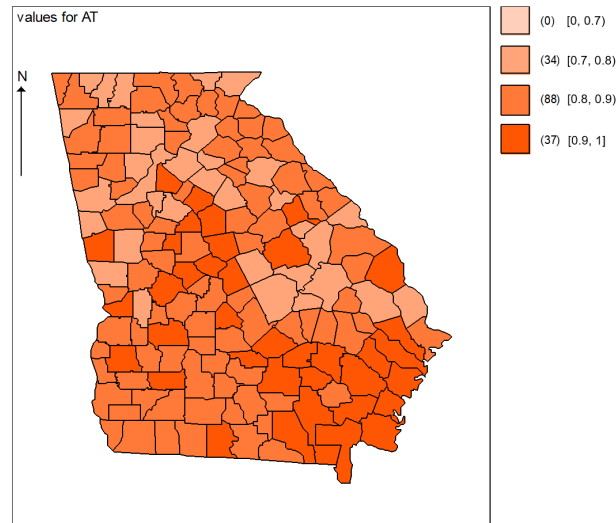 values for AT
N
(0) [0, 0.7)
(34) [0.7, 0.8)
(88) [0.8, 0.9)
(37) [0.9, 1]